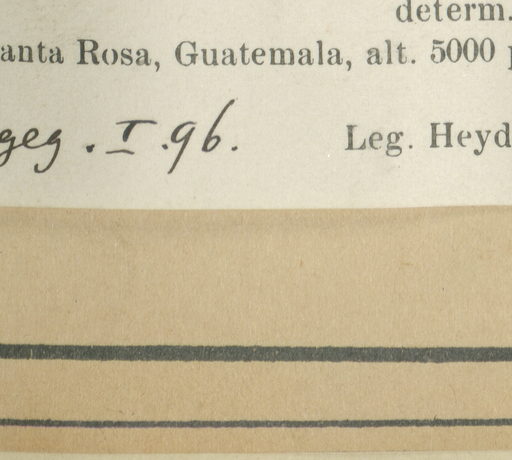 determ.
anta Rosa, Guatemala, alt. 5000 p
geg. I. 96.
Leg. Heyd